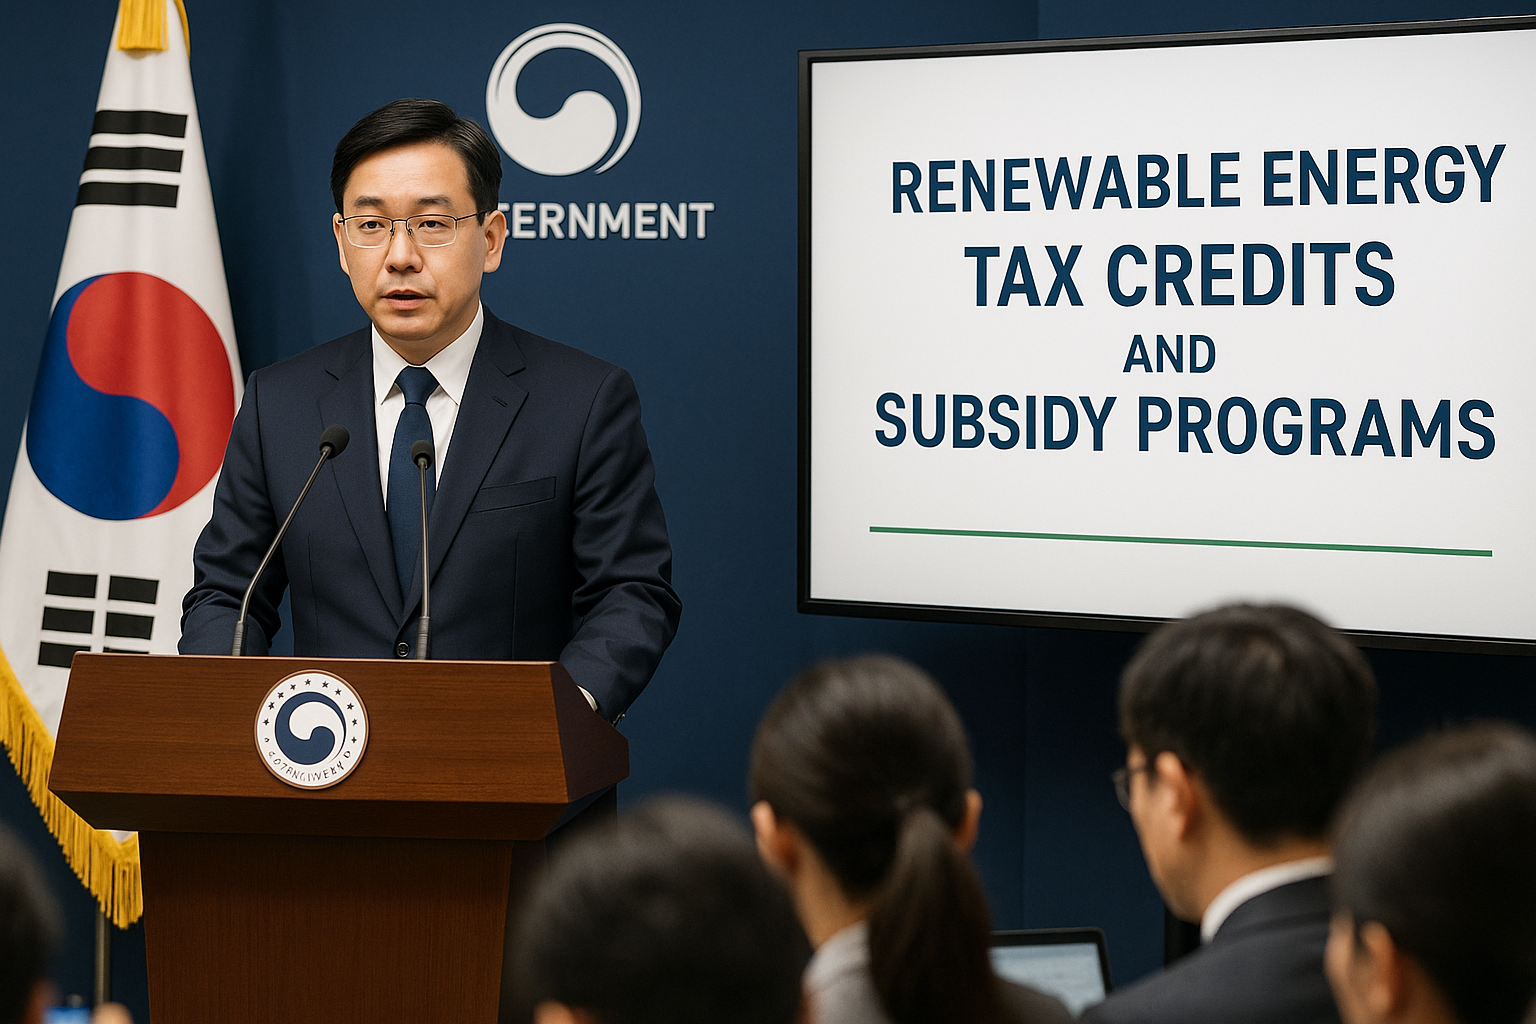 ERNMENT
RENEWABLE ENERGY
TAX CREDITS
AND
SUBSIDY PROGRAMS